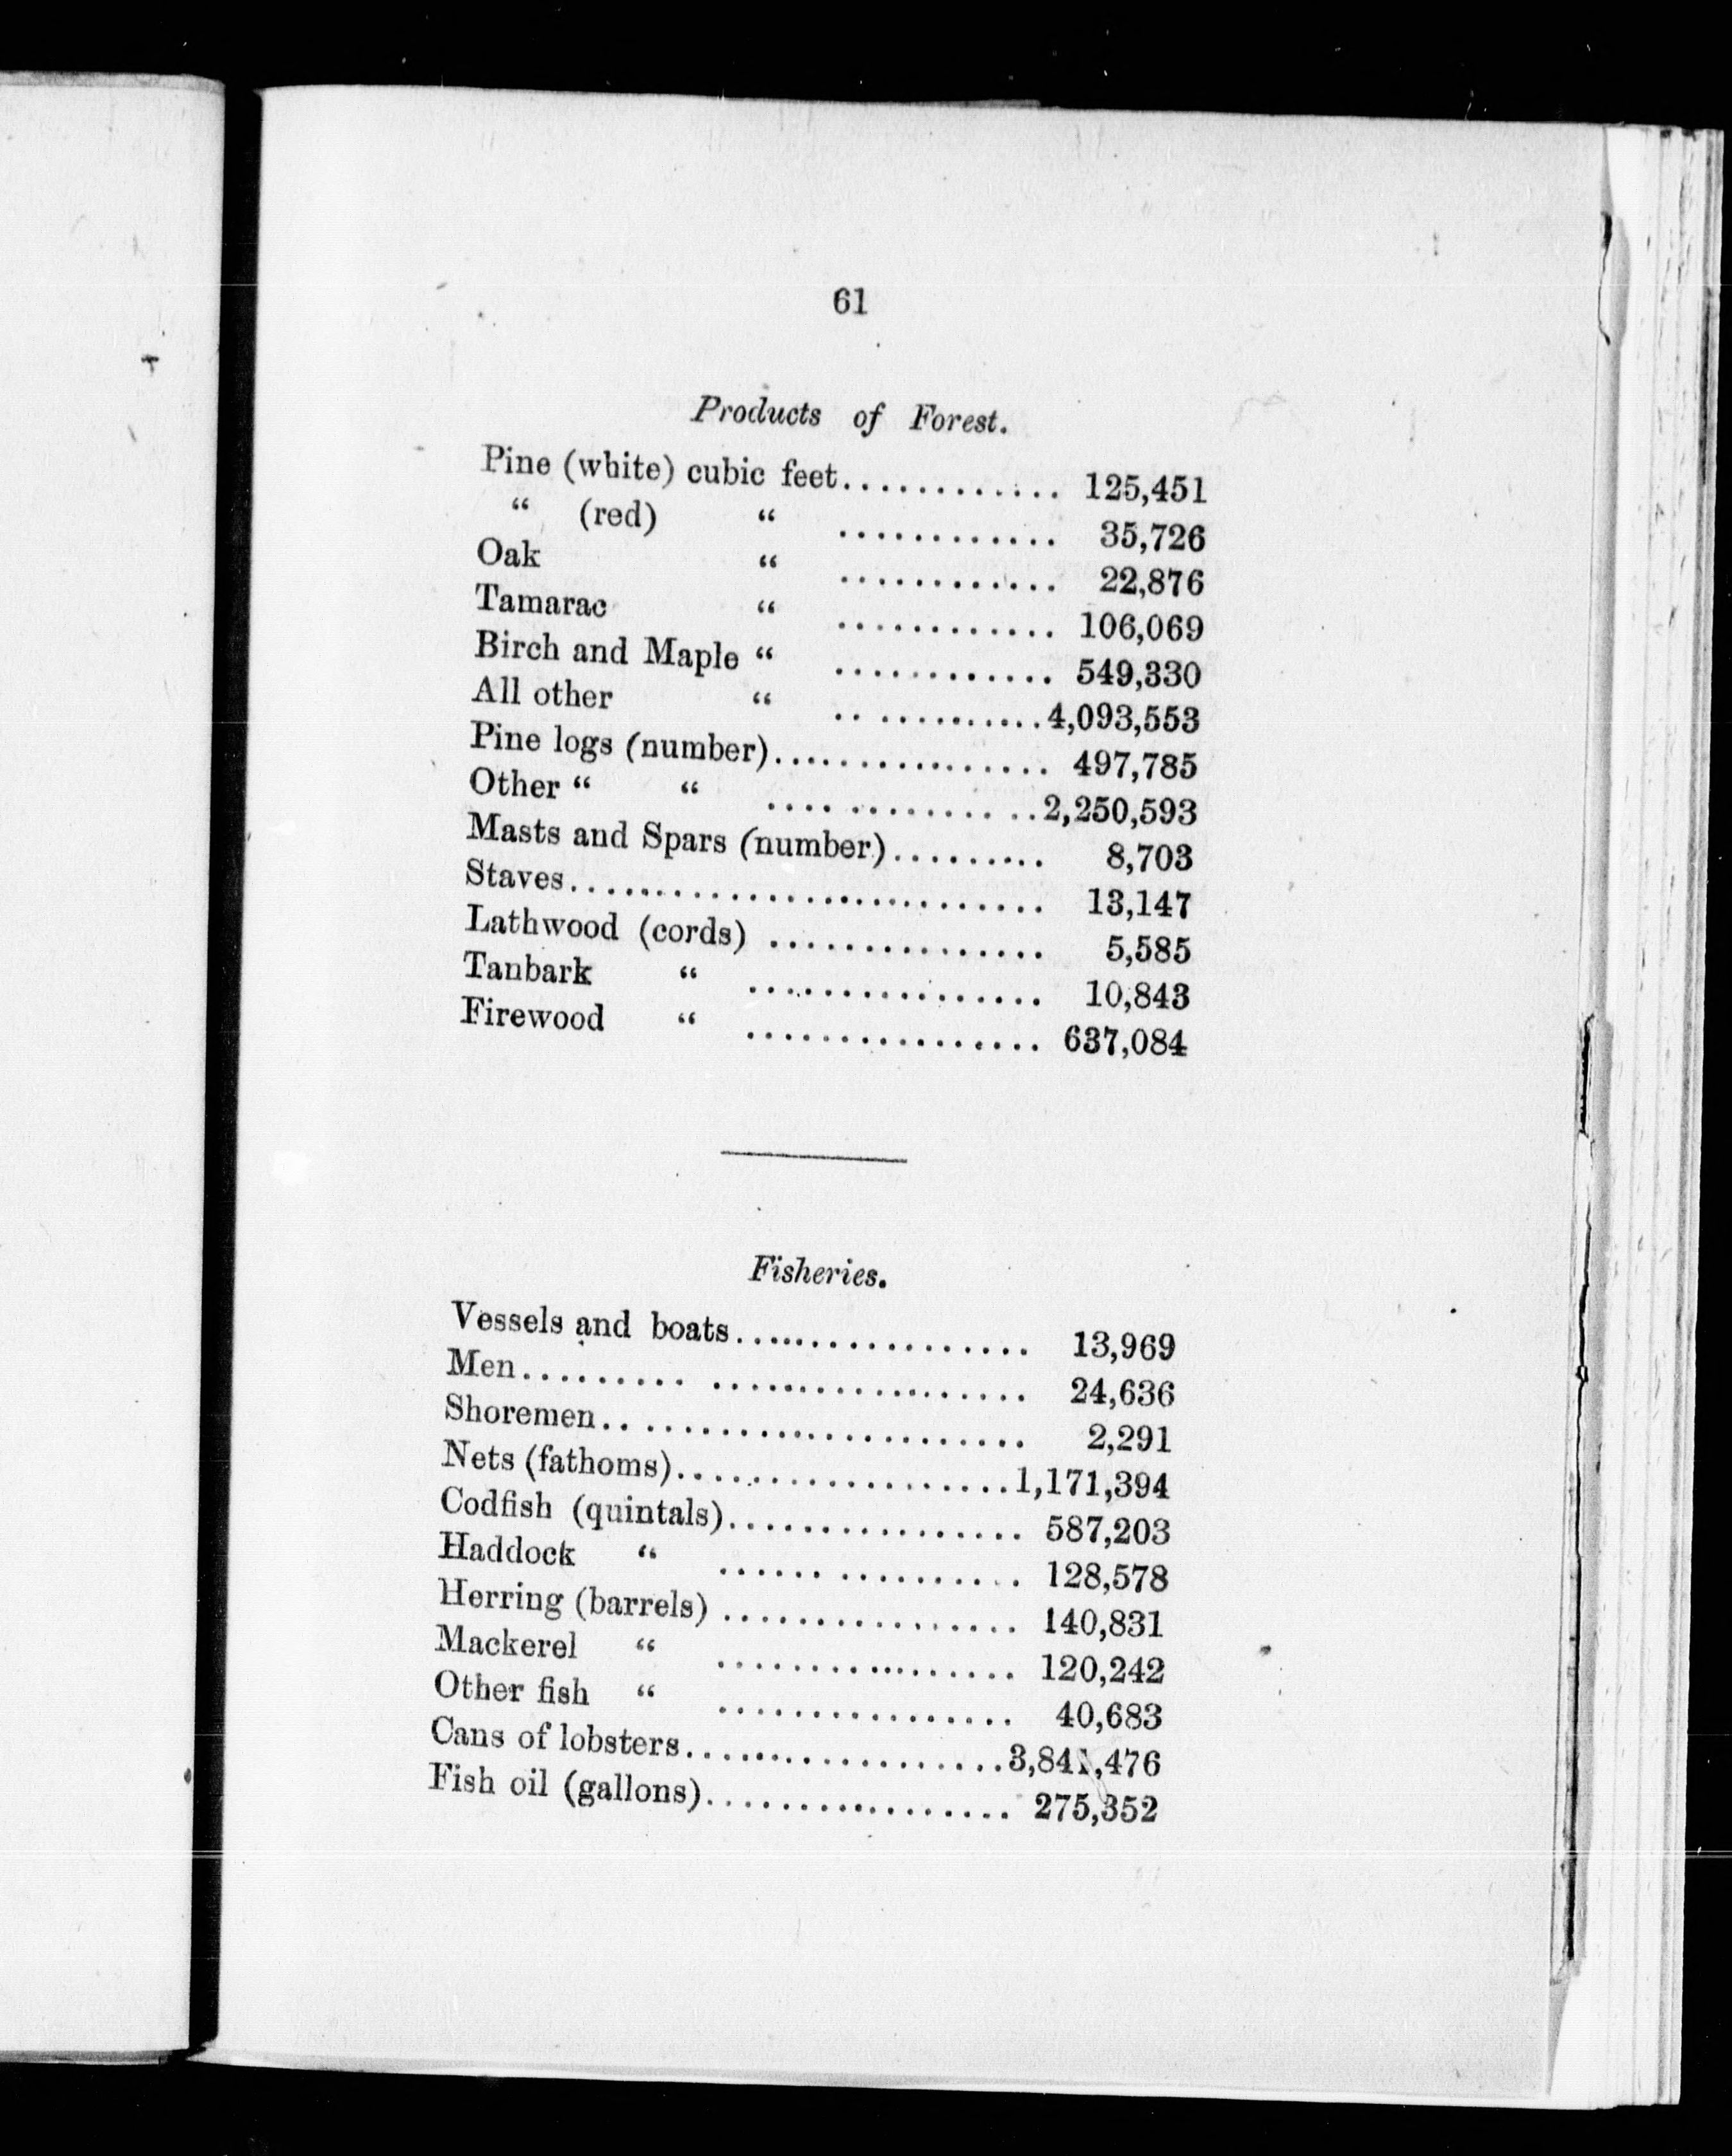 61
Products of Forest.
Pine (white) cubic feet............ 125,451
“ (red) “ ............ 35,726
Oak “ ............ 22,876
Tamarac “ ............ 106,069
Birch and Maple “ ............ 549,330
All other “ .. ..........4,093,553
Pine logs (number)................ 497,785
Other “ “ .... ......... ..2,250,593
Masts and Spars (number)......... 8,703
Staves........................... 13,147
Lathwood (cords) ............... 5,585
Tanbark “ ................ 10,843
Firewood “ ................ 637,084
Fisheries.
Vessels and boats................. 13,969
Men......... .................. 24,636
Shoremen.. ..................... 2,291
Nets (fathoms)...................1,171,394
Codfish (quintals)................ 587,203
Haddock “ ...... .......... 128,578
Herring (barrels) ................ 140,831
Mackerel “ ................. 120,242
Other fish “ ................ 40,683
Cans of lobsters..................3,841,476
Fish oil (gallons)................. 275,352